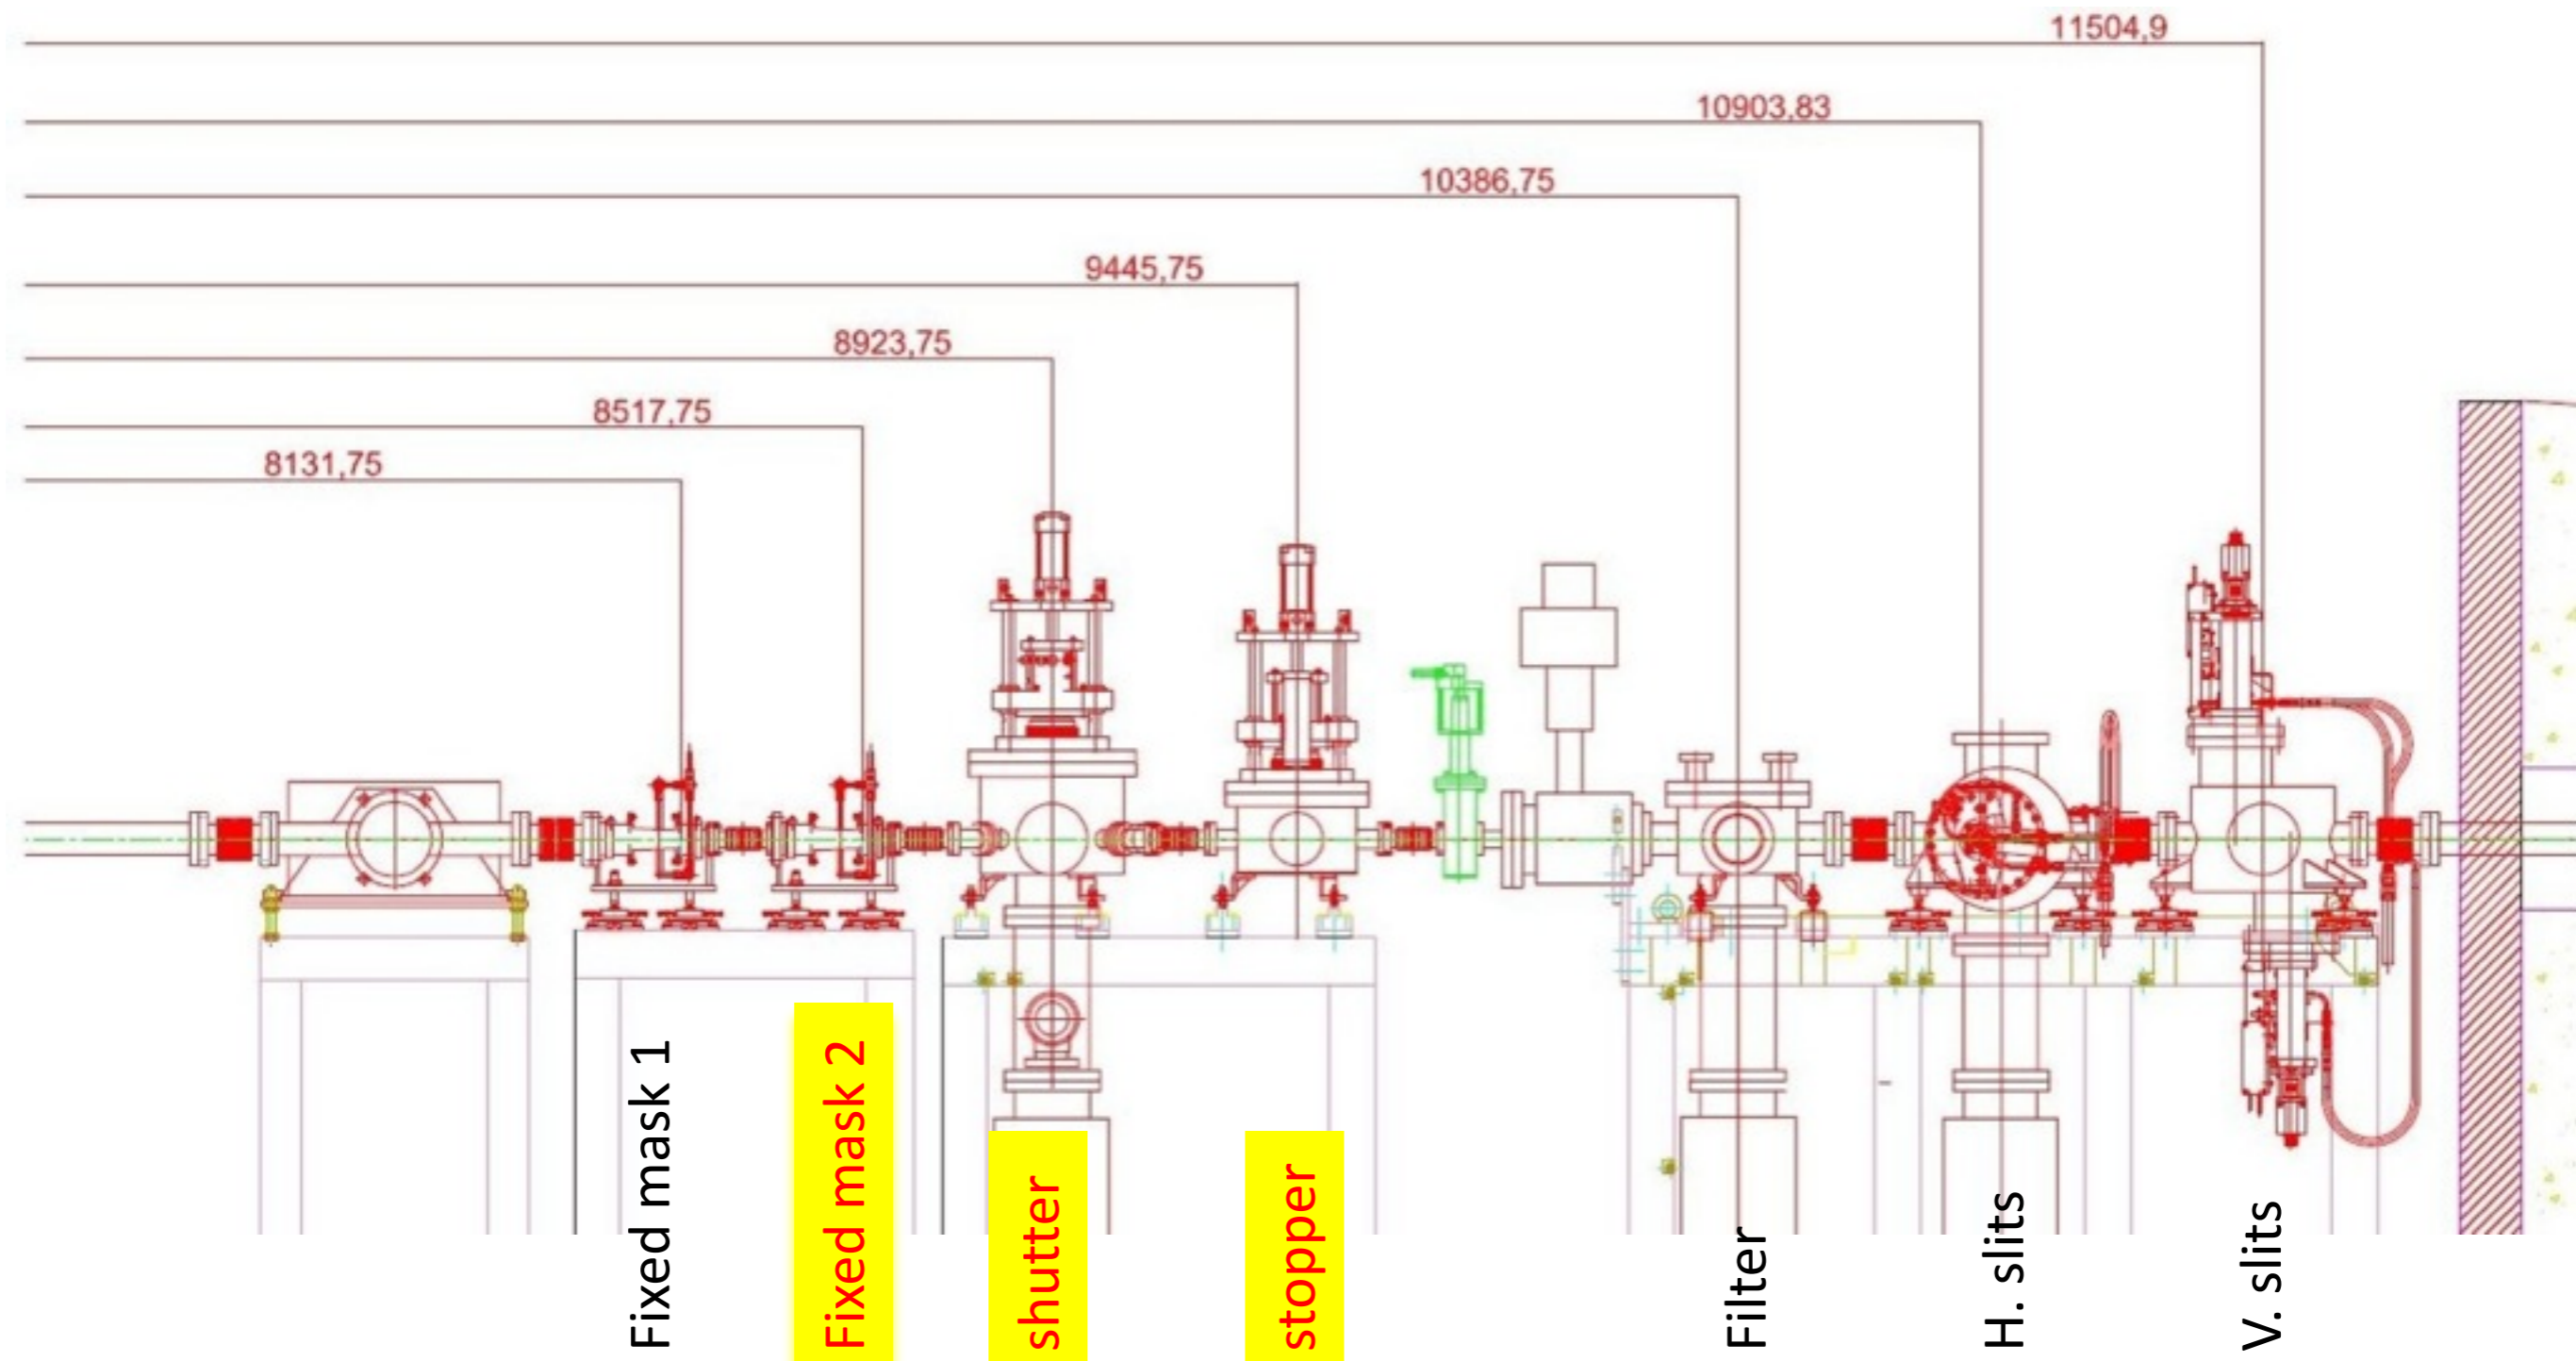 11504,9
10903,83
10386,75
9445,75
8923,75
8517,75
8131,75
Fixed mask 1
Fixed mask 2
shutter
stopper
Filter
H. slits
V. slits